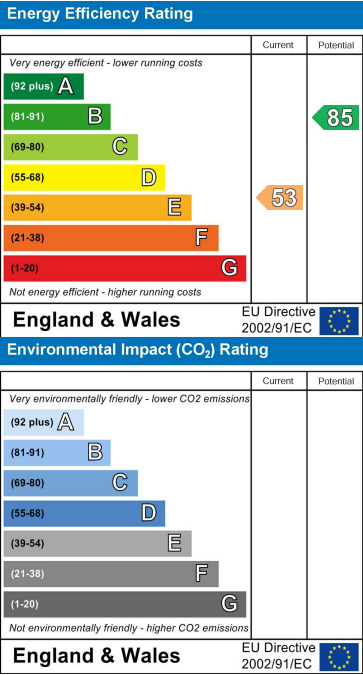 Energy Efficiency Rating
Current Potential
Very energy efficient - lower running costs
(92 plus) A
(81-91) B
85
(69-80) C
(55-68) D
(39-54) E
53
(21-38) F
(1-20) G
Not energy efficient - higher running costs
England & Wales
EU Directive
2002/91/EC
Environmental Impact (CO₂) Rating
Current Potential
Very environmentally friendly - lower CO2 emissions
(92 plus) A
(81-91) B
(69-80) C
(55-68) D
(39-54) E
(21-38) F
(1-20) G
Not environmentally friendly - higher CO2 emissions
England & Wales
EU Directive
2002/91/EC